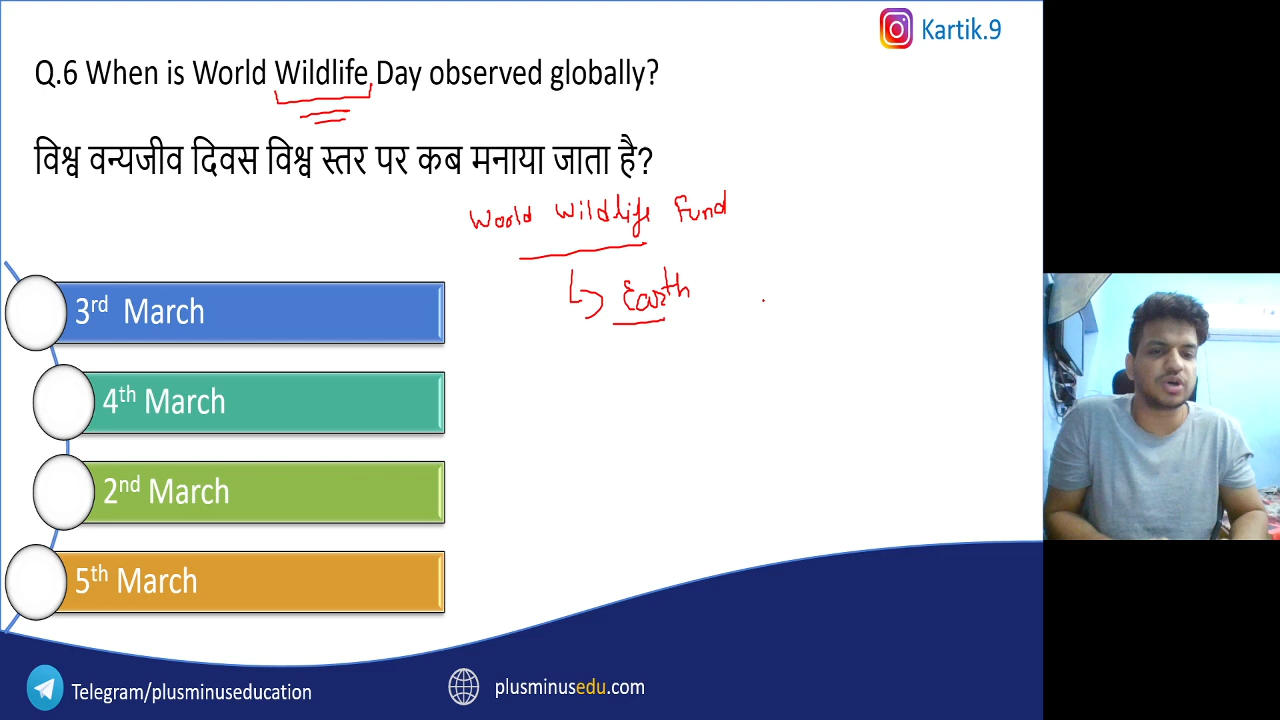 Kartik.9
Q.6 When is World Wildlife Day observed globally?
विश्व वन्यजीव दिवस विश्व स्तर पर कब मनाया जाता है?
World Wildlife Fund
Earth
3rd March
4th March
2nd March
5th March
Telegram/plusminuseducation
plusminusedu.com